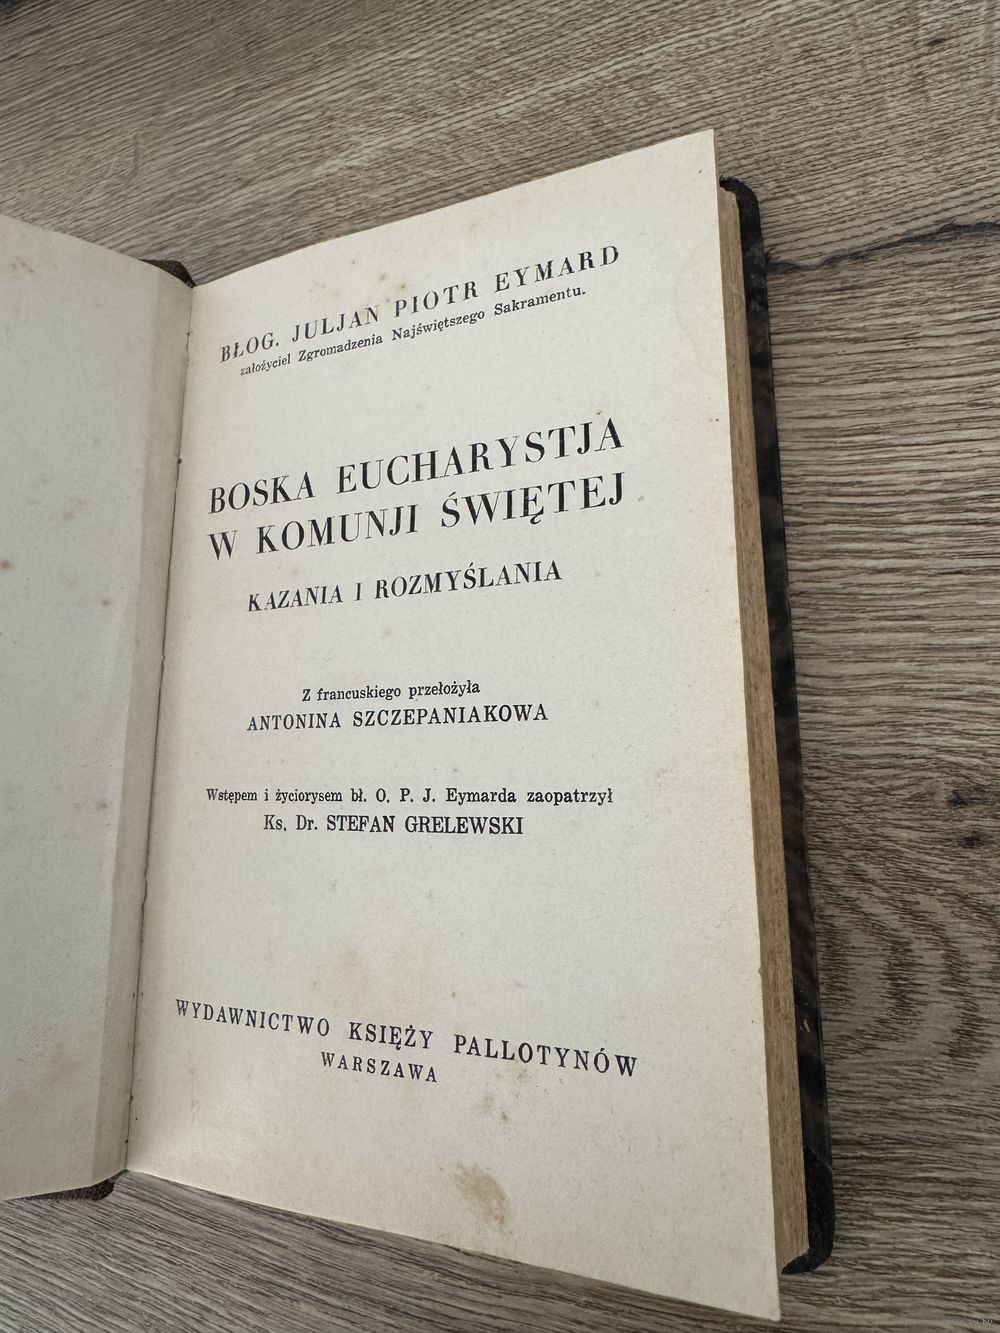 BŁOG. JULJAN PIOTR EYMARD
założyciel Zgromadzenia Najświętszego Sakramentu.
BOSKA EUCHARYSTJA
W KOMUNJI ŚWIĘTEJ
KAZANIA I ROZMYŚLANIA
Z francuskiego przełożyła
ANTONINA SZCZEPANIAKOWA
Wstępem i życiorysem bł. O. P. J. Eymarda zaopatrzył
Ks. Dr. STEFAN GRELEWSKI
WYDAWNICTWO KSIĘŻY PALLOTYNÓW
WARSZAWA